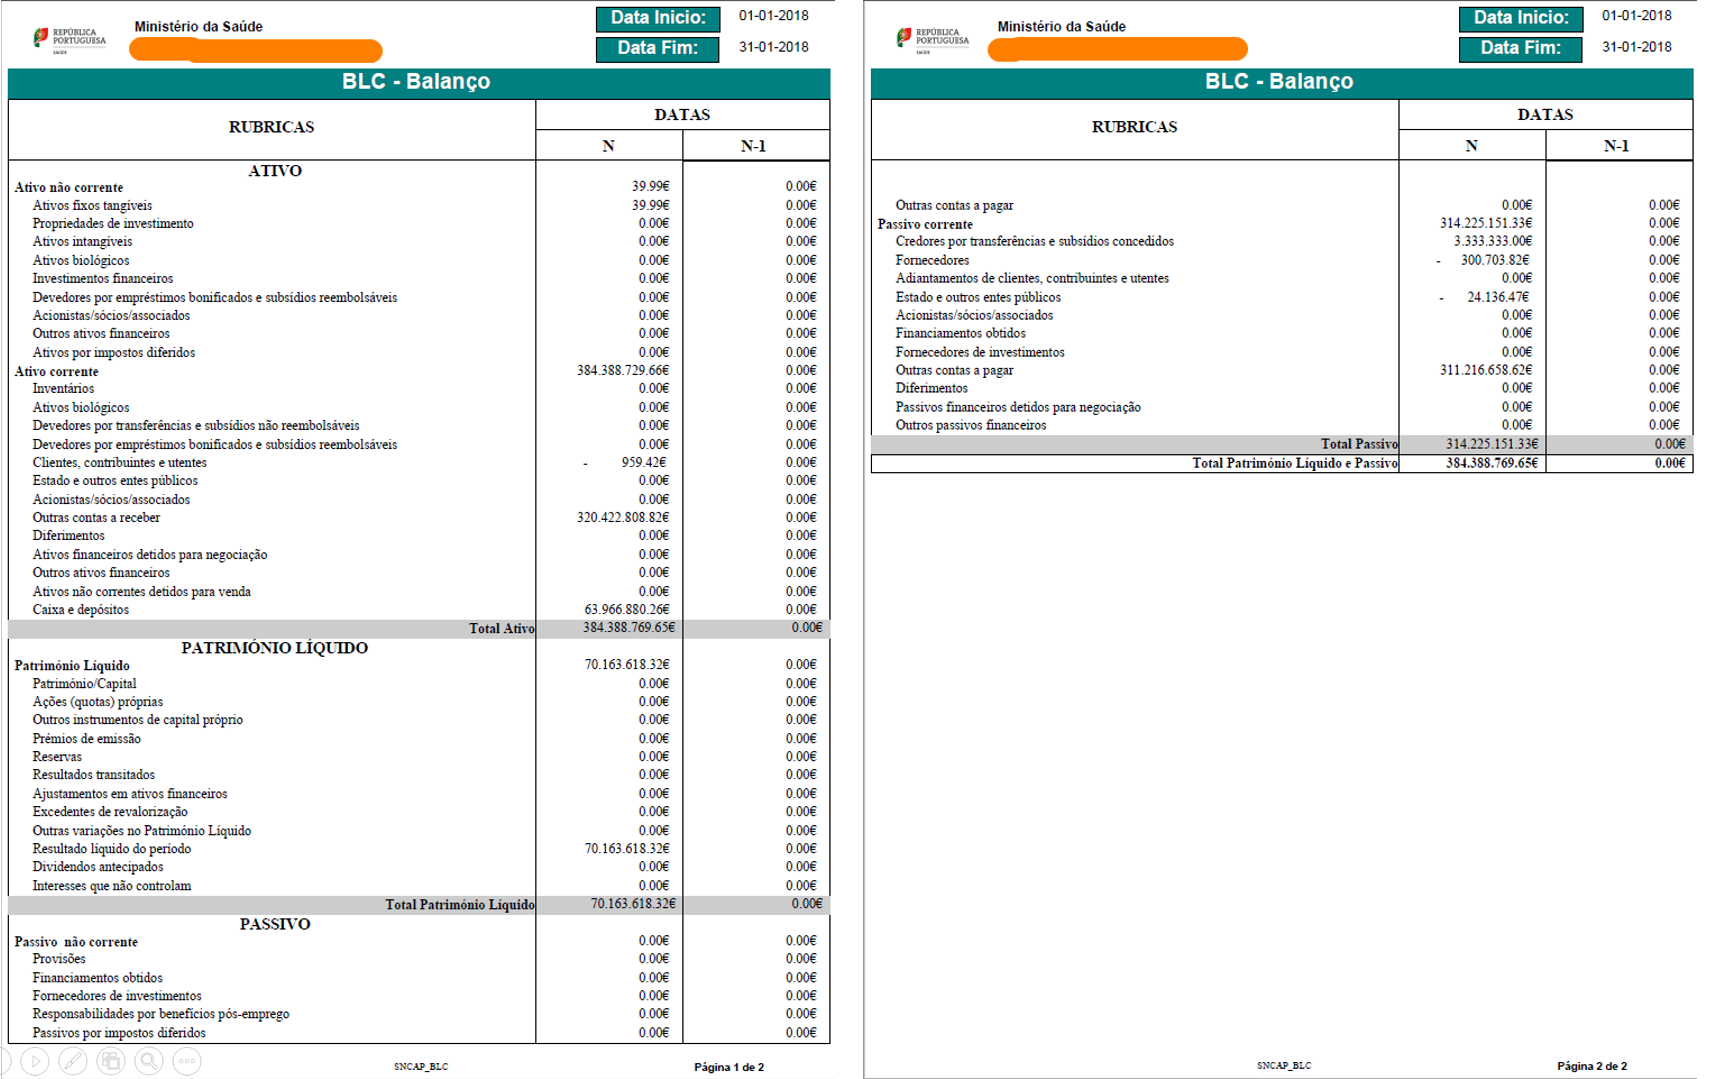 REPÚBLICA
PORTUGUESA
SAÚDE
Ministério da Saúde
Data Inicio: 01-01-2018
Data Fim: 31-01-2018
BLC - Balanço
RUBRICAS DATAS
N N-1
ATIVO
Ativo não corrente 39.99€ 0.00€
Ativos fixos tangíveis 39.99€ 0.00€
Propriedades de investimento 0.00€ 0.00€
Ativos intangíveis 0.00€ 0.00€
Ativos biológicos 0.00€ 0.00€
Investimentos financeiros 0.00€ 0.00€
Devedores por empréstimos bonificados e subsídios reembolsáveis 0.00€ 0.00€
Acionistas/sócios/associados 0.00€ 0.00€
Outros ativos financeiros 0.00€ 0.00€
Ativos por impostos diferidos 0.00€ 0.00€
Ativo corrente 384.388.729.66€ 0.00€
Inventários 0.00€ 0.00€
Ativos biológicos 0.00€ 0.00€
Devedores por transferências e subsídios não reembolsáveis 0.00€ 0.00€
Devedores por empréstimos bonificados e subsídios reembolsáveis 0.00€ 0.00€
Clientes, contribuintes e utentes - 959.42€ 0.00€
Estado e outros entes públicos 0.00€ 0.00€
Acionistas/sócios/associados 0.00€ 0.00€
Outras contas a receber 320.422.808.82€ 0.00€
Diferimentos 0.00€ 0.00€
Ativos financeiros detidos para negociação 0.00€ 0.00€
Outros ativos financeiros 0.00€ 0.00€
Ativos não correntes detidos para venda 0.00€ 0.00€
Caixa e depósitos 63.966.880.26€ 0.00€
Total Ativo 384.388.769.65€ 0.00€
PATRIMÓNIO LÍQUIDO
Património Líquido 70.163.618.32€ 0.00€
Património/Capital 0.00€ 0.00€
Ações (quotas) próprias 0.00€ 0.00€
Outros instrumentos de capital próprio 0.00€ 0.00€
Prémios de emissão 0.00€ 0.00€
Reservas 0.00€ 0.00€
Resultados transitados 0.00€ 0.00€
Ajustamentos em ativos financeiros 0.00€ 0.00€
Excedentes de revalorização 0.00€ 0.00€
Outras variações no Património Líquido 0.00€ 0.00€
Resultado líquido do período 70.163.618.32€ 0.00€
Dividendos antecipados 0.00€ 0.00€
Interesses que não controlam 0.00€ 0.00€
Total Património Líquido 70.163.618.32€ 0.00€
PASSIVO
Passivo não corrente 0.00€ 0.00€
Provisões 0.00€ 0.00€
Financiamentos obtidos 0.00€ 0.00€
Fornecedores de investimentos 0.00€ 0.00€
Responsabilidades por benefícios pós-emprego 0.00€ 0.00€
Passivos por impostos diferidos 0.00€ 0.00€
SNCAP_BLC Página 1 de 2
REPÚBLICA
PORTUGUESA
SAÚDE
Ministério da Saúde
Data Inicio: 01-01-2018
Data Fim: 31-01-2018
BLC - Balanço
RUBRICAS DATAS
N N-1
Outras contas a pagar 0.00€ 0.00€
Passivo corrente 314.225.151.33€ 0.00€
Credores por transferências e subsídios concedidos 3.333.333.00€ 0.00€
Fornecedores - 300.703.82€ 0.00€
Adiantamentos de clientes, contribuintes e utentes 0.00€ 0.00€
Estado e outros entes públicos - 24.136.47€ 0.00€
Acionistas/sócios/associados 0.00€ 0.00€
Financiamentos obtidos 0.00€ 0.00€
Fornecedores de investimentos 0.00€ 0.00€
Outras contas a pagar 311.216.658.62€ 0.00€
Diferimentos 0.00€ 0.00€
Passivos financeiros detidos para negociação 0.00€ 0.00€
Outros passivos financeiros 0.00€ 0.00€
Total Passivo 314.225.151.33€ 0.00€
Total Património Líquido e Passivo 384.388.769.65€ 0.00€
SNCAP_BLC Página 2 de 2